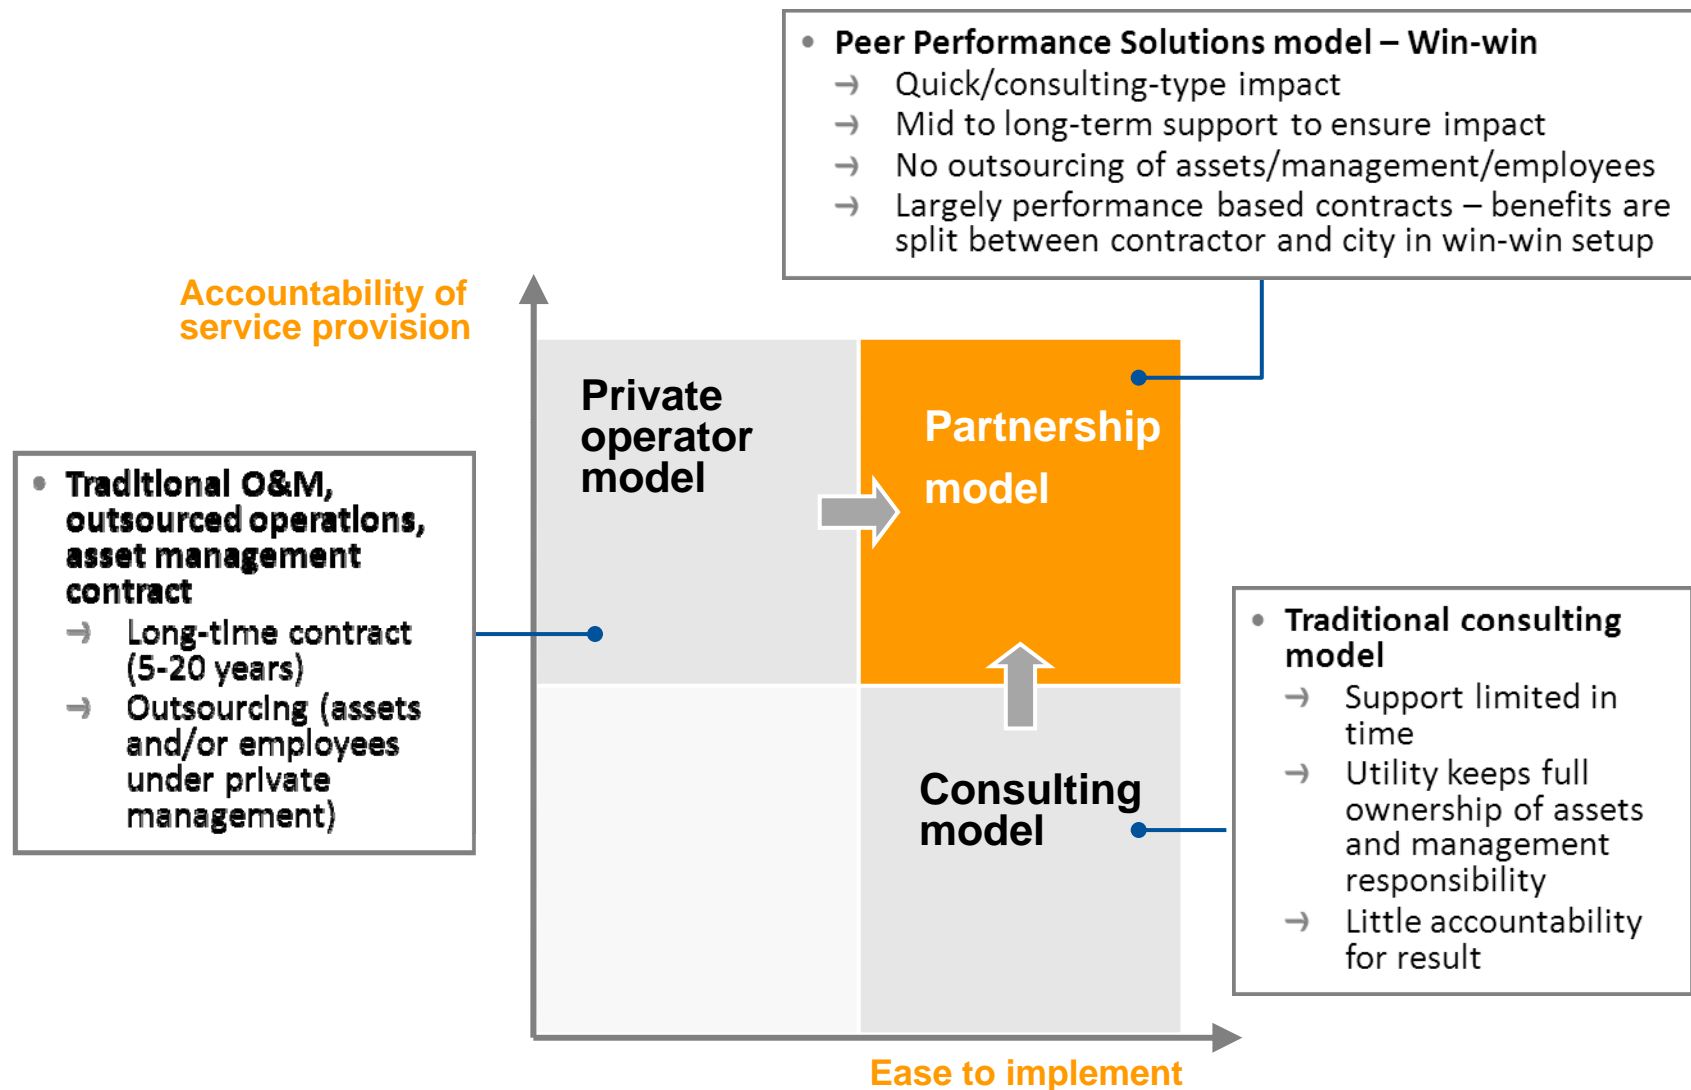 • Peer Performance Solutions model – Win-win
→ Quick/consulting-type impact
→ Mid to long-term support to ensure impact
→ No outsourcing of assets/management/employees
→ Largely performance based contracts – benefits are
split between contractor and city in win-win setup
Accountability of
service provision
Private
operator
model
Partnership
model
• Traditional O&M,
outsourced operations,
asset management
contract
→ Long-time contract
(5-20 years)
→ Outsourcing (assets
and/or employees
under private
management)
• Traditional consulting
model
→ Support limited in
time
→ Utility keeps full
ownership of assets
and management
responsibility
→ Little accountability
for result
Consulting
model
Ease to implement